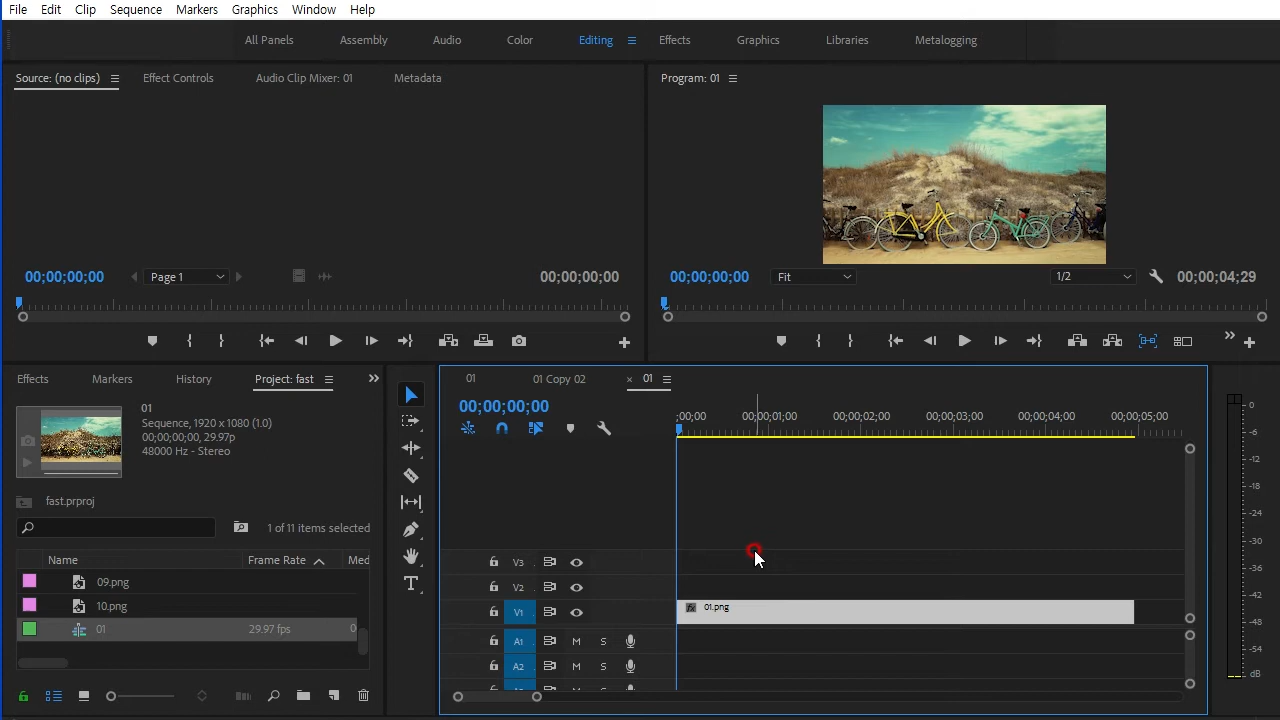 File Edit Clip Sequence Markers Graphics Window Help
All Panels Assembly Audio Color Editing Effects Graphics Libraries Metalogging
Source: (no clips) Effect Controls Audio Clip Mixer: 01 Metadata
Program: 01
00;00;00;00 Page 1 00;00;00;00
00;00;00;00 Fit 1/2 00;00;04;29
Effects Markers History Project: fast
01
Sequence, 1920 x 1080 (1.0)
00;00;00;00, 29.97p
48000 Hz - Stereo
fast.prproj
1 of 11 items selected
Name Frame Rate Med
09.png
10.png
01 29.97 fps 0
01 01 Copy 02 × 01
00;00;00;00
;00;00 00;00;01;00 00;00;02;00 00;00;03;00 00;00;04;00 00;00;05;00
V3
V2
V1 fx 01.png
A1 M S
A2 M S
T
0
-6
-12
-18
-24
-30
-36
-42
-48
-54
dB